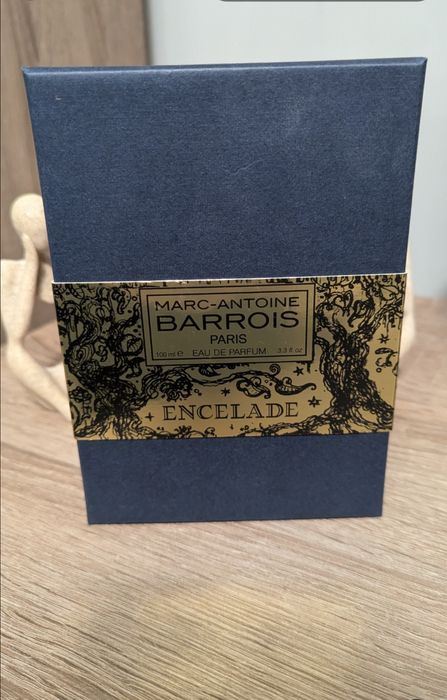 MARC-ANTOINE
BARROIS
PARIS
100 ml ℮ EAU DE PARFUM 3.3 fl oz
ENCELADE